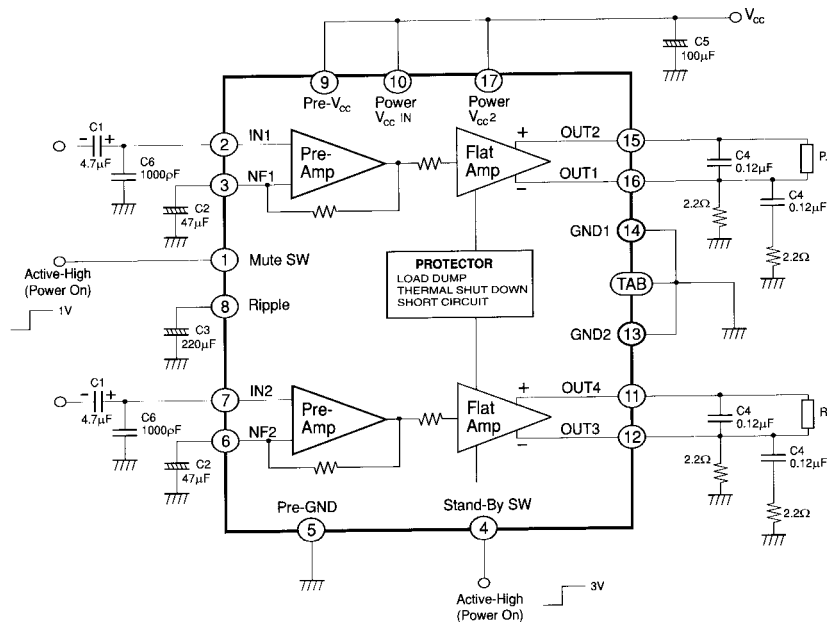 Vcc
C5
100μF
9
10
17
Pre-Vcc
Power
Vcc IN
Power
Vcc2
C1
- +
4.7μF
C6
1000pF
2
IN1
Pre-
Amp
Flat
Amp
+
-
OUT2
15
OUT1
16
C4
0.12μF
2.2Ω
C4
0.12μF
2.2Ω
3
NF1
C2
47μF
1
Mute SW
Active-High
(Power On)
1V
8
Ripple
C3
220μF
PROTECTOR
LOAD DUMP
THERMAL SHUT DOWN
SHORT CIRCUIT
GND1
14
TAB
GND2
13
C1
- +
4.7μF
C6
1000pF
7
IN2
Pre-
Amp
Flat
Amp
+
-
OUT4
11
OUT3
12
C4
0.12μF
R
2.2Ω
C4
0.12μF
2.2Ω
6
NF2
C2
47μF
Pre-GND
5
Stand-By SW
4
Active-High
(Power On)
3V